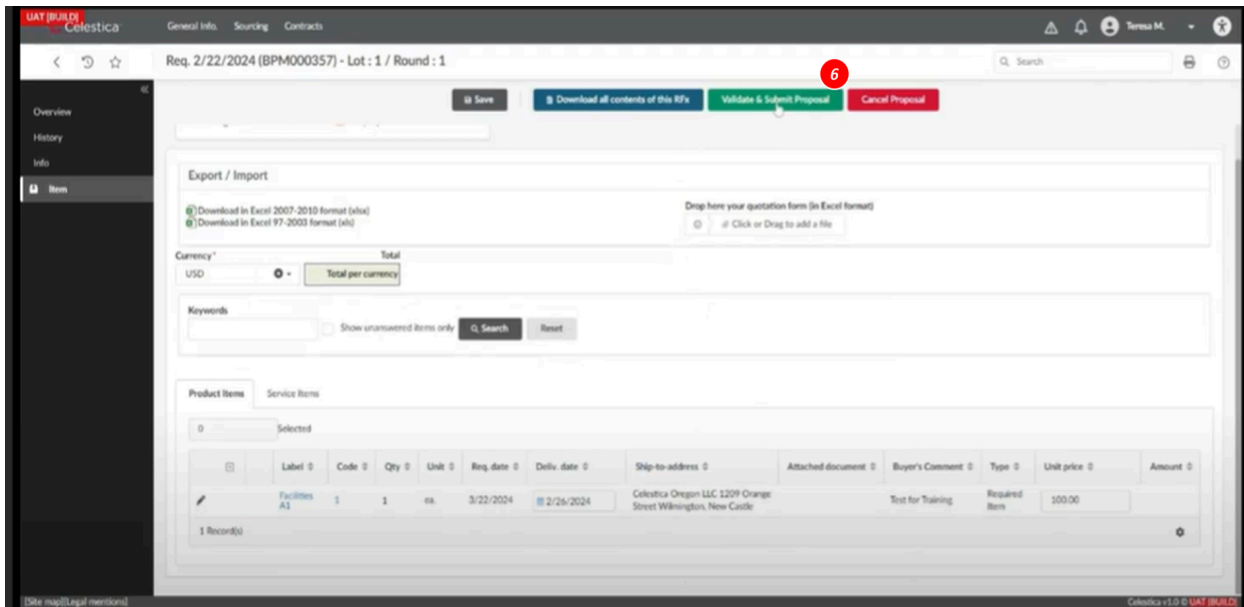 UAT [BUILD]
Celestica
General Info. Sourcing Contracts
Teresa M.
Req. 2/22/2024 (BPM000357) - Lot : 1 / Round : 1
Search
6
Save Download all contents of this RFx Validate & Submit Proposal Cancel Proposal
Overview
History
Info
Item
Export / Import
Download in Excel 2007-2010 format (xlsx)
Download in Excel 97-2003 format (xls)
Drop here your quotation form (in Excel format)
Click or Drag to add a file
Currency* Total
USD Total per currency
Keywords
Show unanswered items only Search Reset
Product Items Service Items
0 Selected
Label Code Qty Unit Req. date Deliv. date Ship-to-address Attached document Buyer's Comment Type Unit price Amount
Facilities A1 1 1 ea. 3/22/2024 2/26/2024 Celestica Oregon LLC 1209 Orange Street Wilmington, New Castle Test for Training Required Item 100.00
1 Record(s)
[Site map][Legal mentions] Celestica v1.0 © UAT [BUILD]